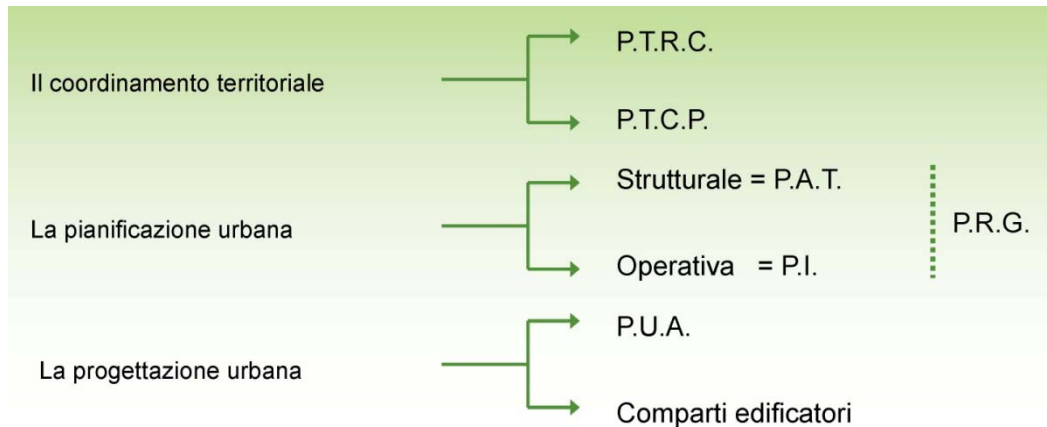 Il coordinamento territoriale
P.T.R.C.
P.T.C.P.
La pianificazione urbana
Strutturale = P.A.T.
Operativa = P.I.
P.R.G.
La progettazione urbana
P.U.A.
Comparti edificatori